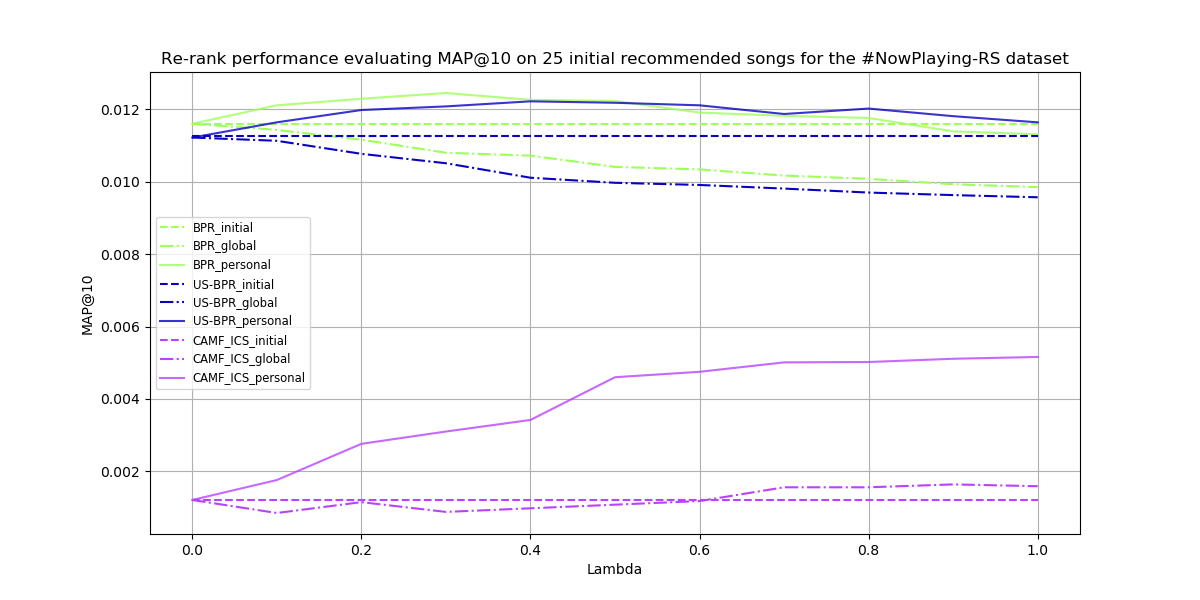 Re-rank performance evaluating MAP@10 on 25 initial recommended songs for the #NowPlaying-RS dataset
0.012
0.010
0.008
0.006
0.004
0.002
MAP@10
BPR_initial
BPR_global
BPR_personal
US-BPR_initial
US-BPR_global
US-BPR_personal
CAMF_ICS_initial
CAMF_ICS_global
CAMF_ICS_personal
0.0 0.2 0.4 0.6 0.8 1.0
Lambda